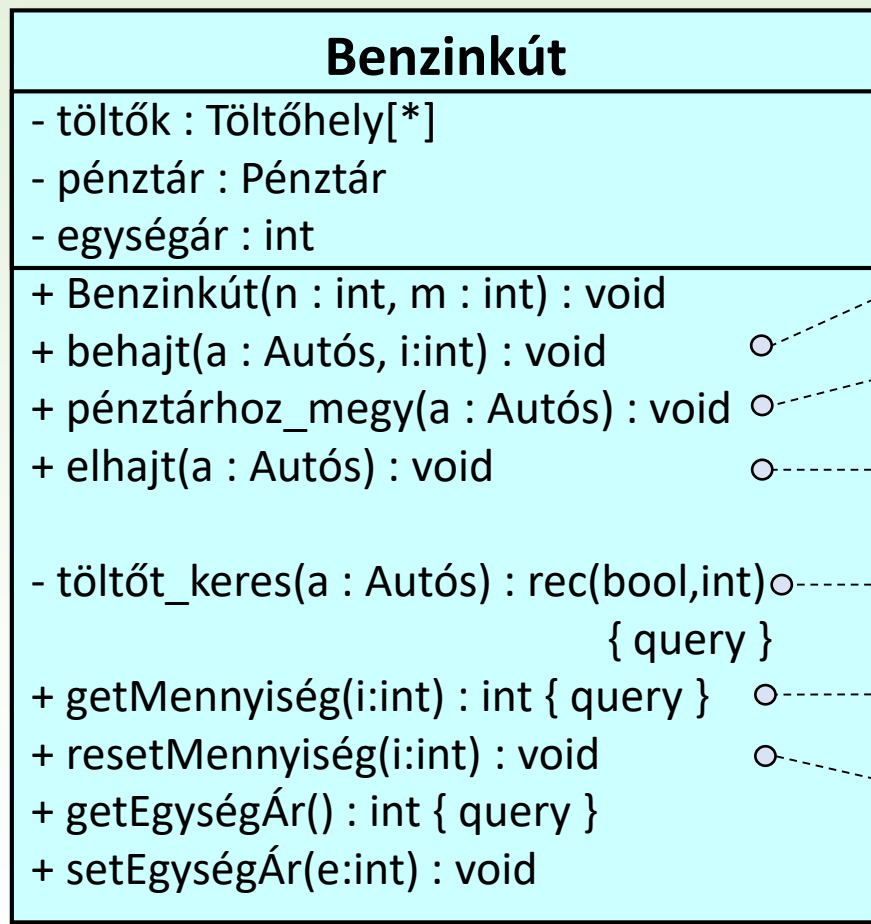 Benzinkút
- töltők : Töltőhely[*]
- pénztár : Pénztár
- egységár : int
+ Benzinkút(n : int, m : int) : void
+ behajt(a : Autós, i:int) : void
+ pénztárhoz_megy(a : Autós) : void
+ elhajt(a : Autós) : void
- töltőt_keres(a : Autós) : rec(bool,int)
{ query }
+ getMennyiség(i:int) : int { query }
+ resetMennyiség(i:int) : void
+ getEgységÁr() : int { query }
+ setEgységÁr(e:int) : void